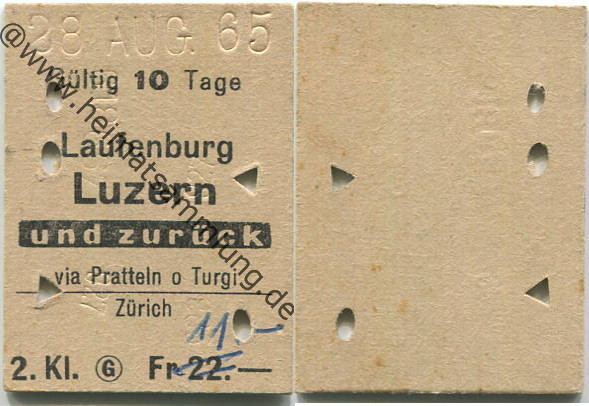 28 AUG 65
Gültig 10 Tage
Laufenburg
Luzern
und zurück
via Pratteln o Turgi
Zürich
11.—
2. Kl. G Fr. 22.—
@www.heimatsammlung.de